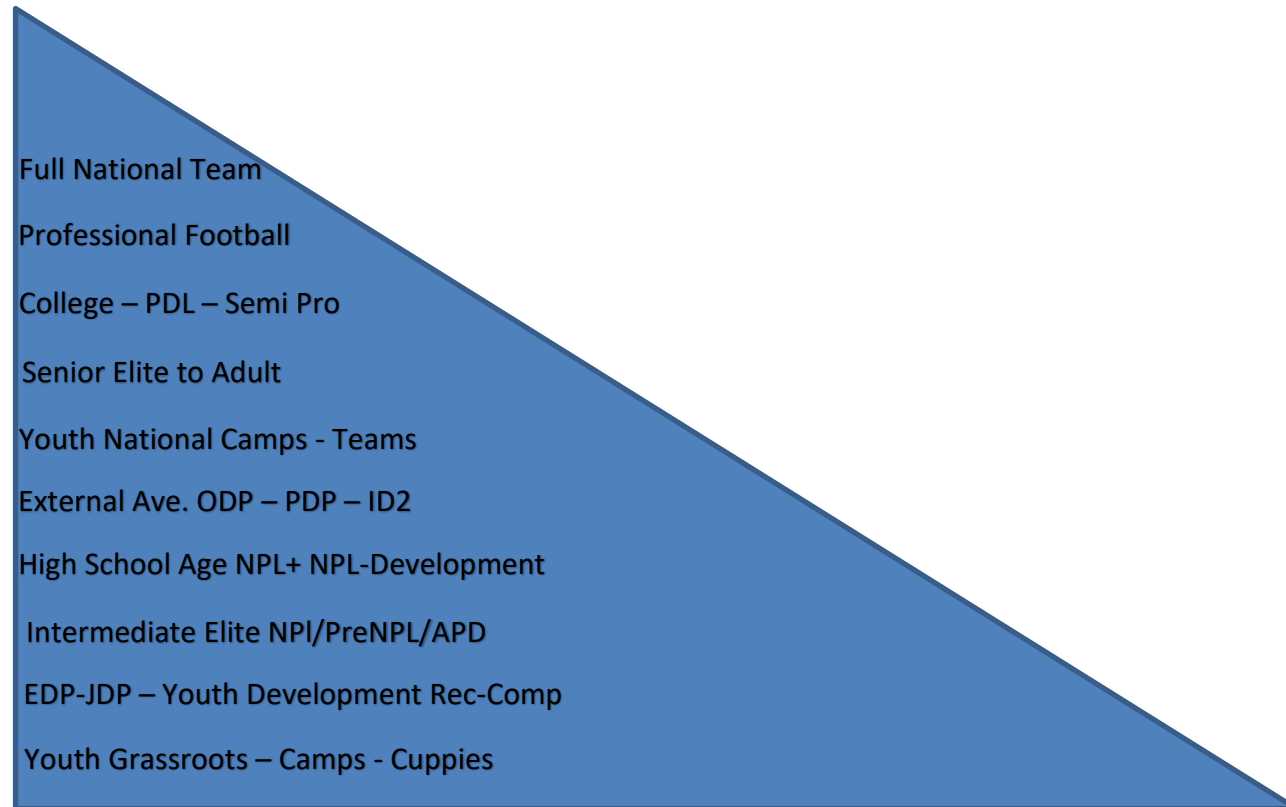 Full National Team
Professional Football
College – PDL – Semi Pro
Senior Elite to Adult
Youth National Camps - Teams
External Ave. ODP – PDP – ID2
High School Age NPL+ NPL-Development
Intermediate Elite NPl/PreNPL/APD
EDP-JDP – Youth Development Rec-Comp
Youth Grassroots – Camps - Cuppies